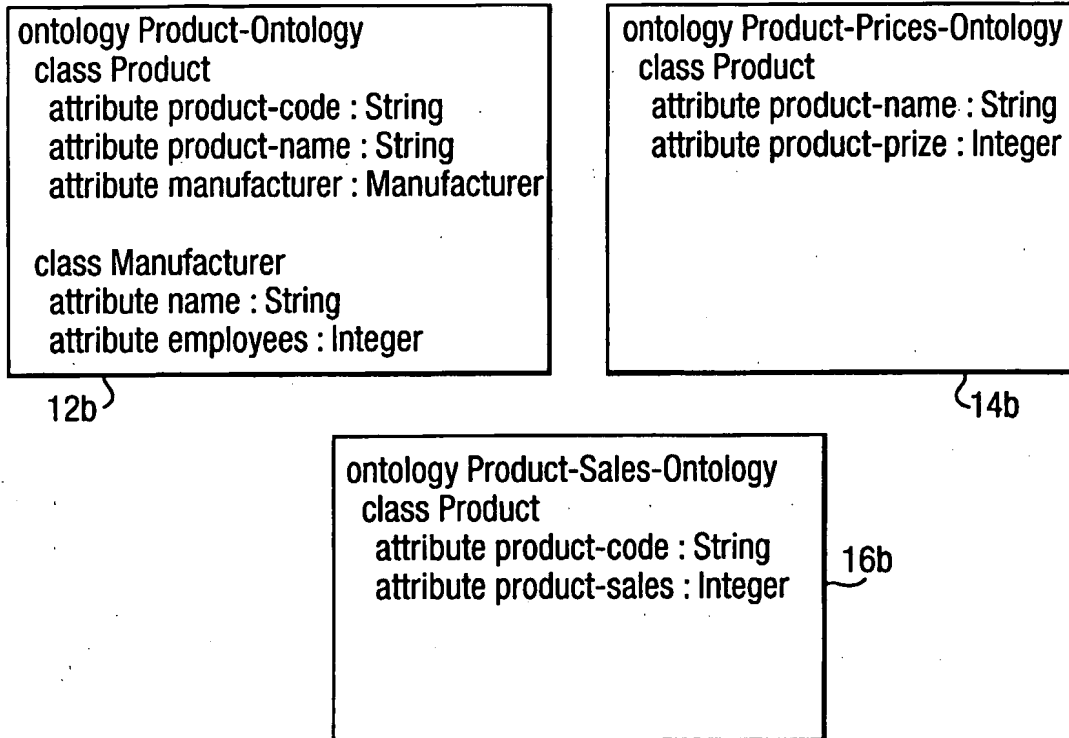 ontology Product-Ontology
class Product
attribute product-code : String
attribute product-name : String
attribute manufacturer : Manufacturer
class Manufacturer
attribute name : String
attribute employees : Integer
12b
ontology Product-Prices-Ontology
class Product
attribute product-name : String
attribute product-prize : Integer
14b
ontology Product-Sales-Ontology
class Product
attribute product-code : String
attribute product-sales : Integer
16b